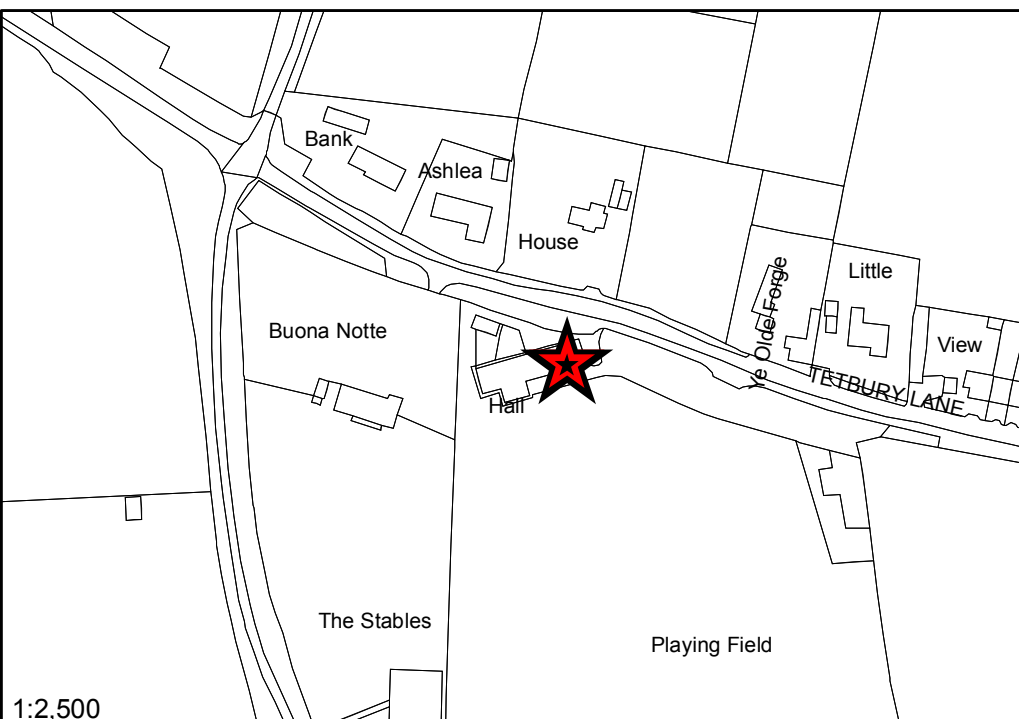 Bank
Ashlea
House
Little
Ye Olde Forge
Buona Notte
View
TETBURY LANE
Hall
The Stables
Playing Field
1:2,500